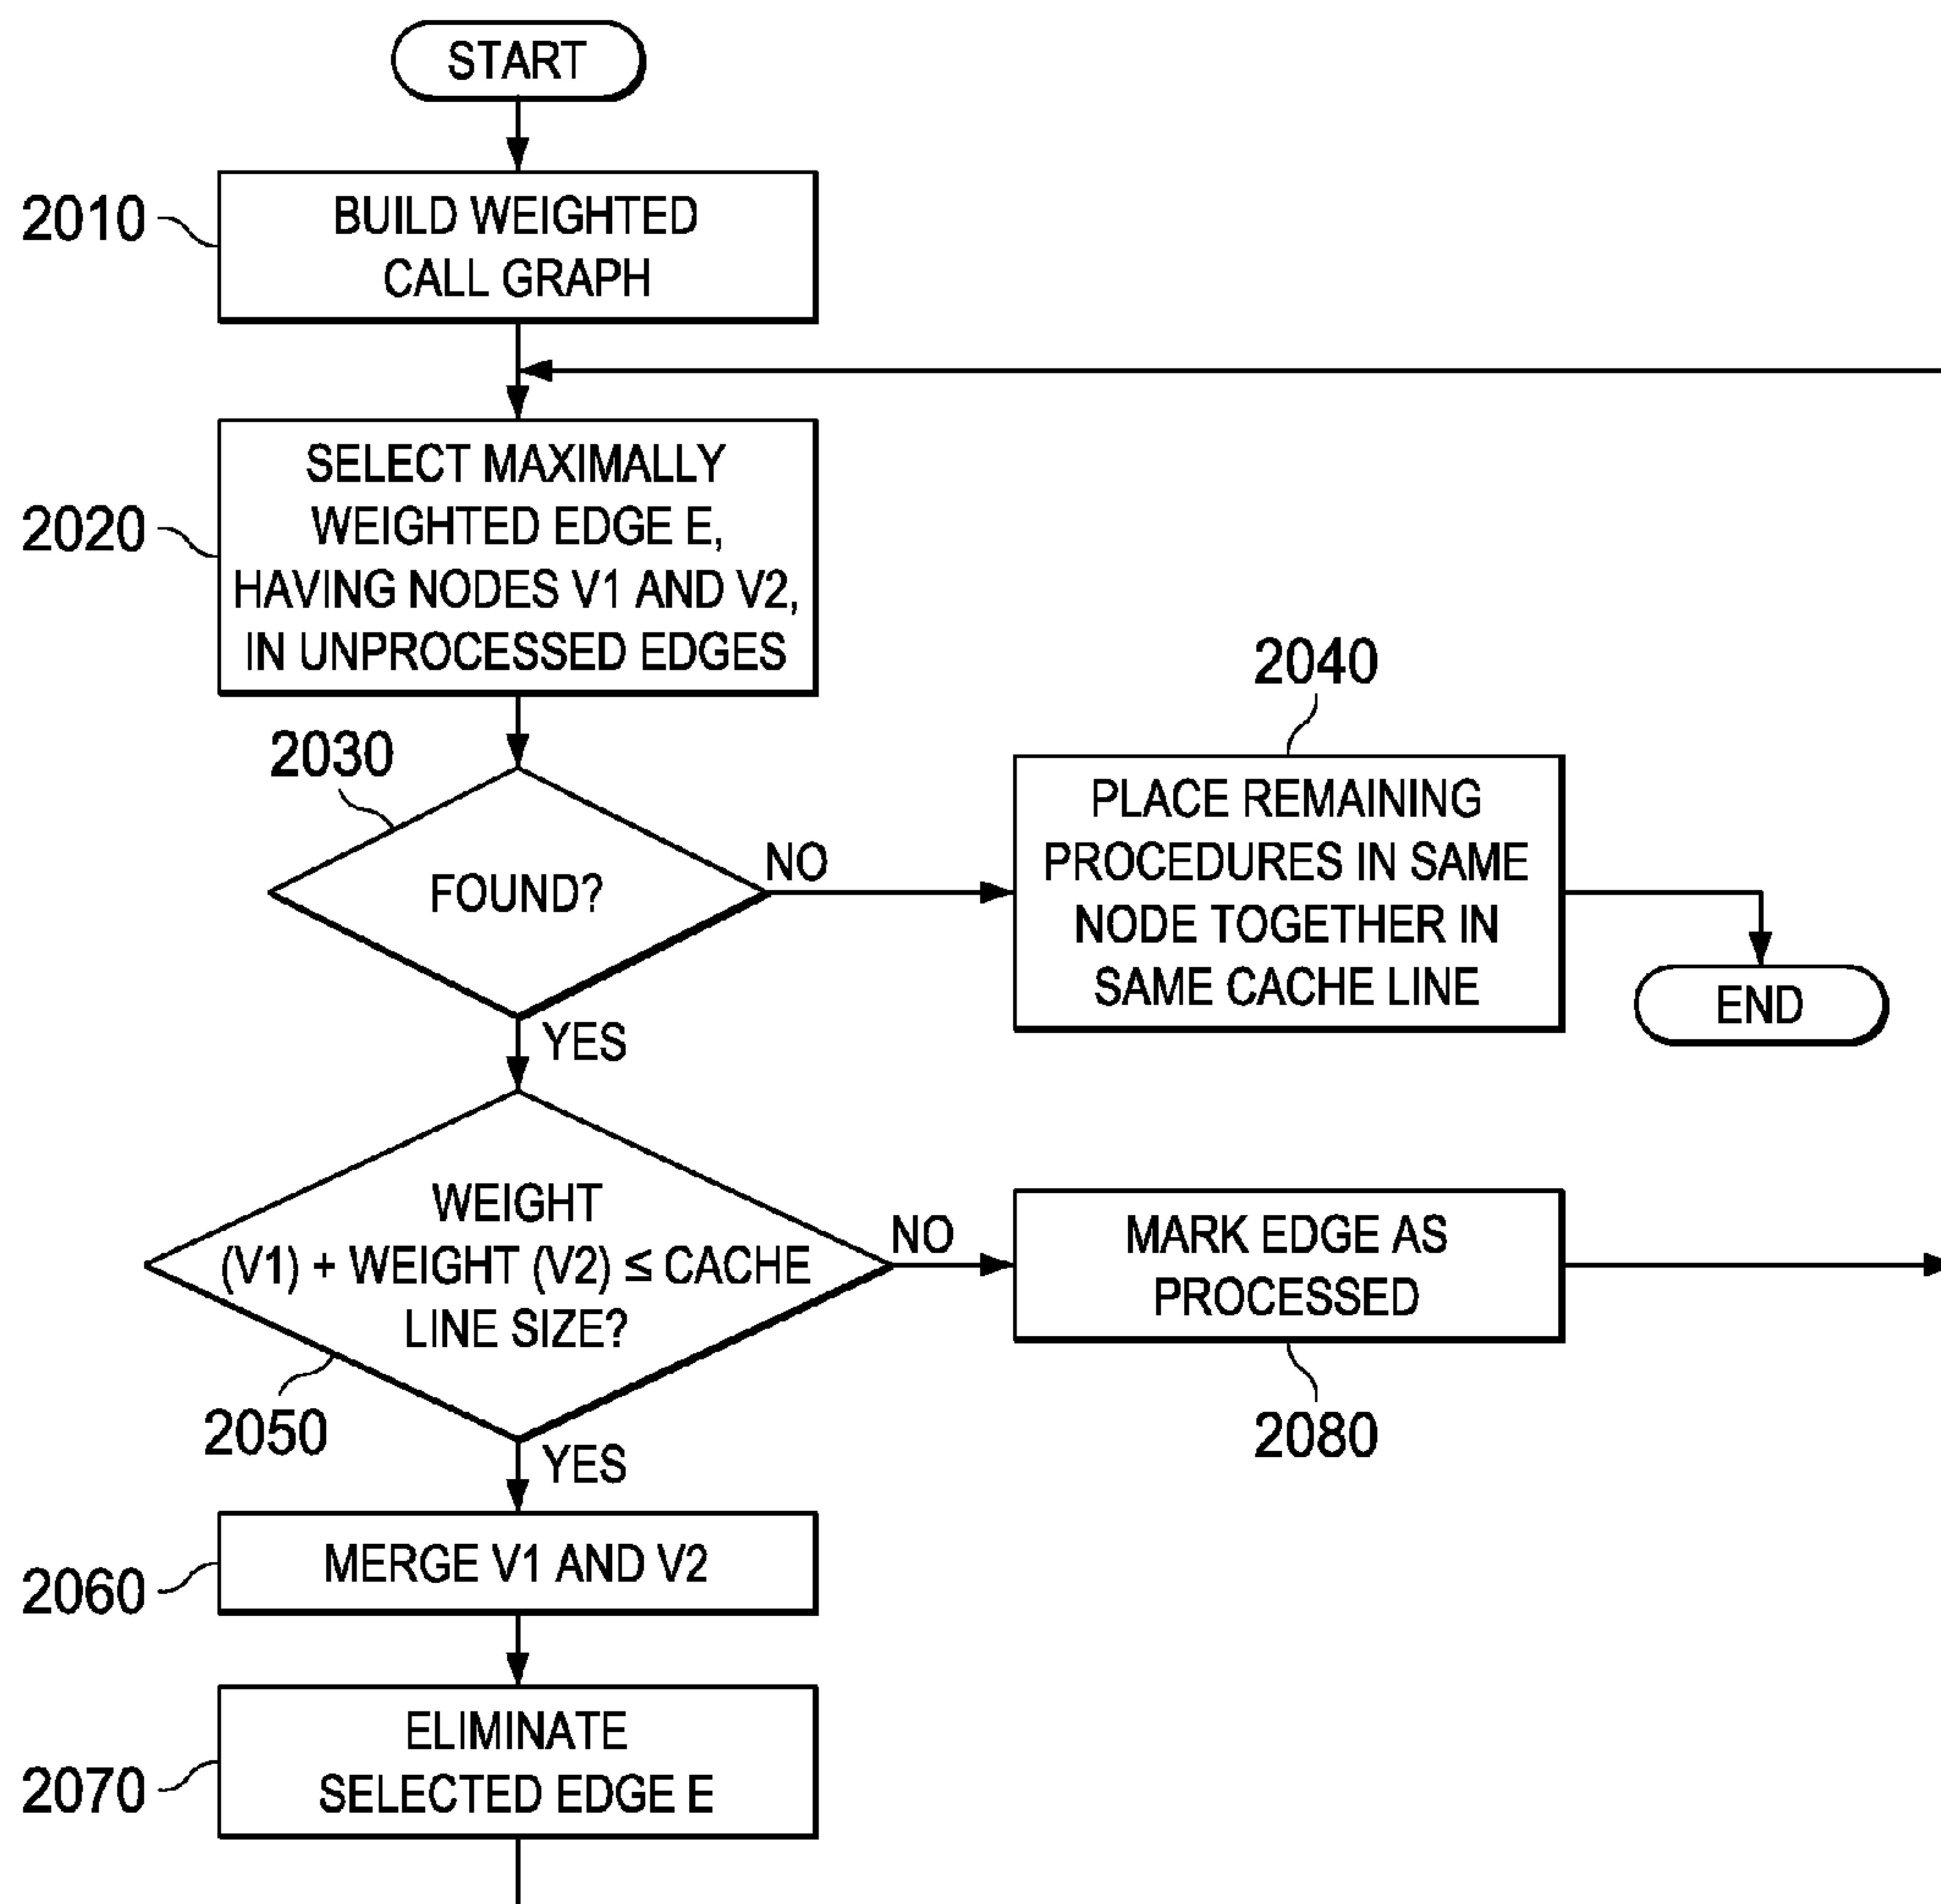 START
2010
BUILD WEIGHTED
CALL GRAPH
2020
SELECT MAXIMALLY
WEIGHTED EDGE E,
HAVING NODES V1 AND V2,
IN UNPROCESSED EDGES
2030
FOUND?
NO
YES
2040
PLACE REMAINING
PROCEDURES IN SAME
NODE TOGETHER IN
SAME CACHE LINE
END
2050
WEIGHT
(V1) + WEIGHT (V2) ≤ CACHE
LINE SIZE?
NO
YES
MARK EDGE AS
PROCESSED
2080
2060
MERGE V1 AND V2
2070
ELIMINATE
SELECTED EDGE E